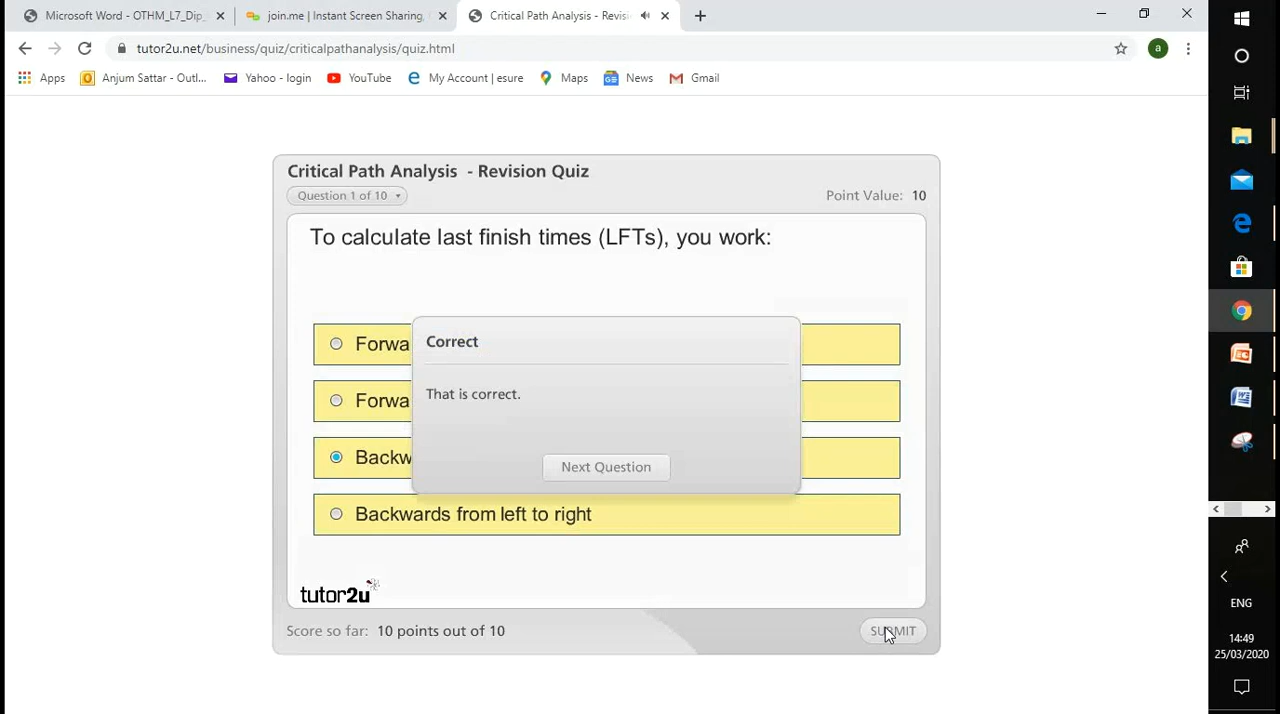 Microsoft Word - OTHM_L7_Dip_
join.me | Instant Screen Sharing,
Critical Path Analysis - Revisi
tutor2u.net/business/quiz/criticalpathanalysis/quiz.html
a
Apps
Anjum Sattar - Outl...
Yahoo - login
YouTube
My Account | esure
Maps
News
Gmail
Critical Path Analysis - Revision Quiz
Question 1 of 10
Point Value: 10
To calculate last finish times (LFTs), you work:
Forwa
Forwa
Backw
Backwards from left to right
Correct
That is correct.
Next Question
tutor2u
Score so far: 10 points out of 10
SUBMIT
ENG
14:49
25/03/2020